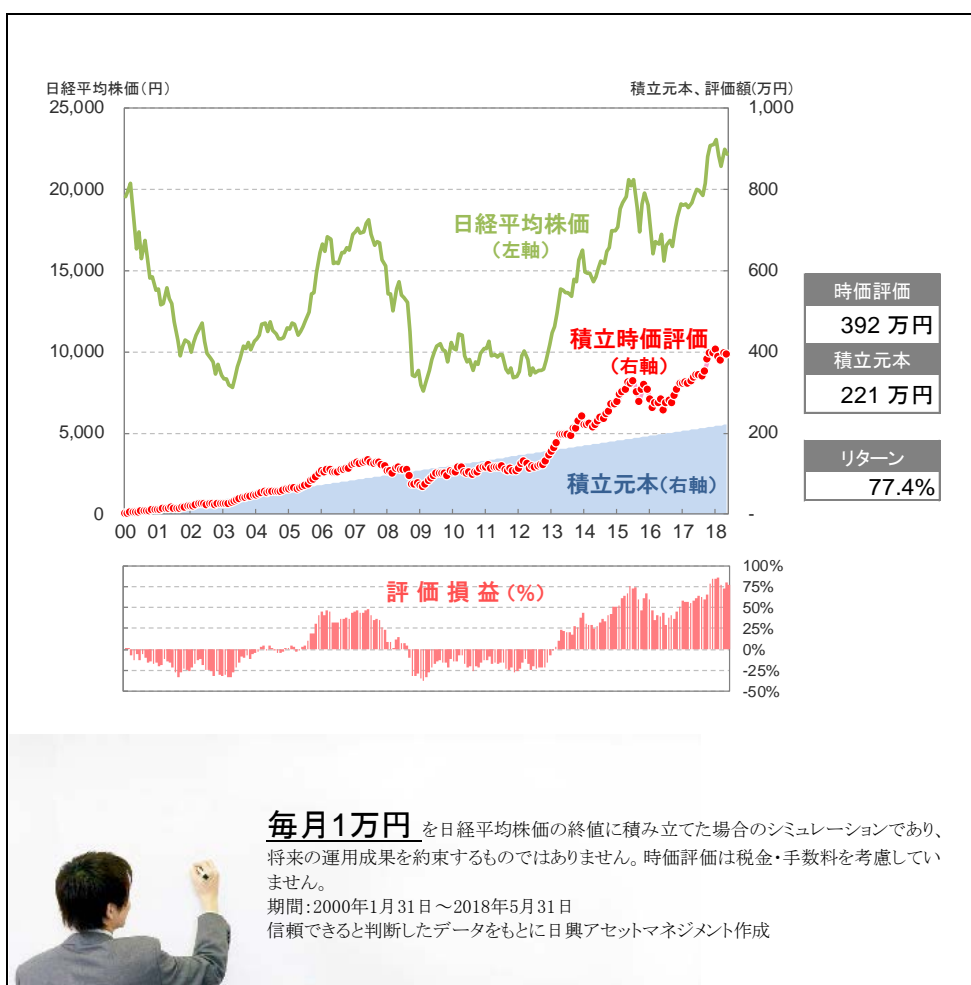 日経平均株価（円）
積立元本、評価額(万円)
25,000
20,000
15,000
10,000
5,000
0
1,000
800
600
400
200
-
日経平均株価
（左軸）
積立時価評価
（右軸）
積立元本（右軸）
00 01 02 03 04 05 06 07 08 09 10 11 12 13 14 15 16 17 18
時価評価
392 万円
積立元本
221 万円
リターン
77.4%
評価損益(%)
100%
75%
50%
25%
0%
-25%
-50%
毎月1万円 を日経平均株価の終値に積み立てた場合のシミュレーションであり、
将来の運用成果を約束するものではありません。時価評価は税金・手数料を考慮してい
ません。
期間：2000年1月31日～2018年5月31日
信頼できると判断したデータをもとに日興アセットマネジメント作成